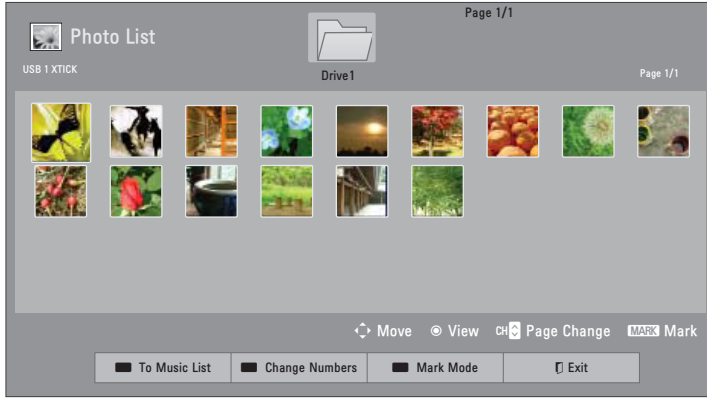 Page 1/1
Photo List
USB 1 XTICK
Drive1
Page 1/1
Move View CH Page Change MARK Mark
To Music List Change Numbers Mark Mode Exit